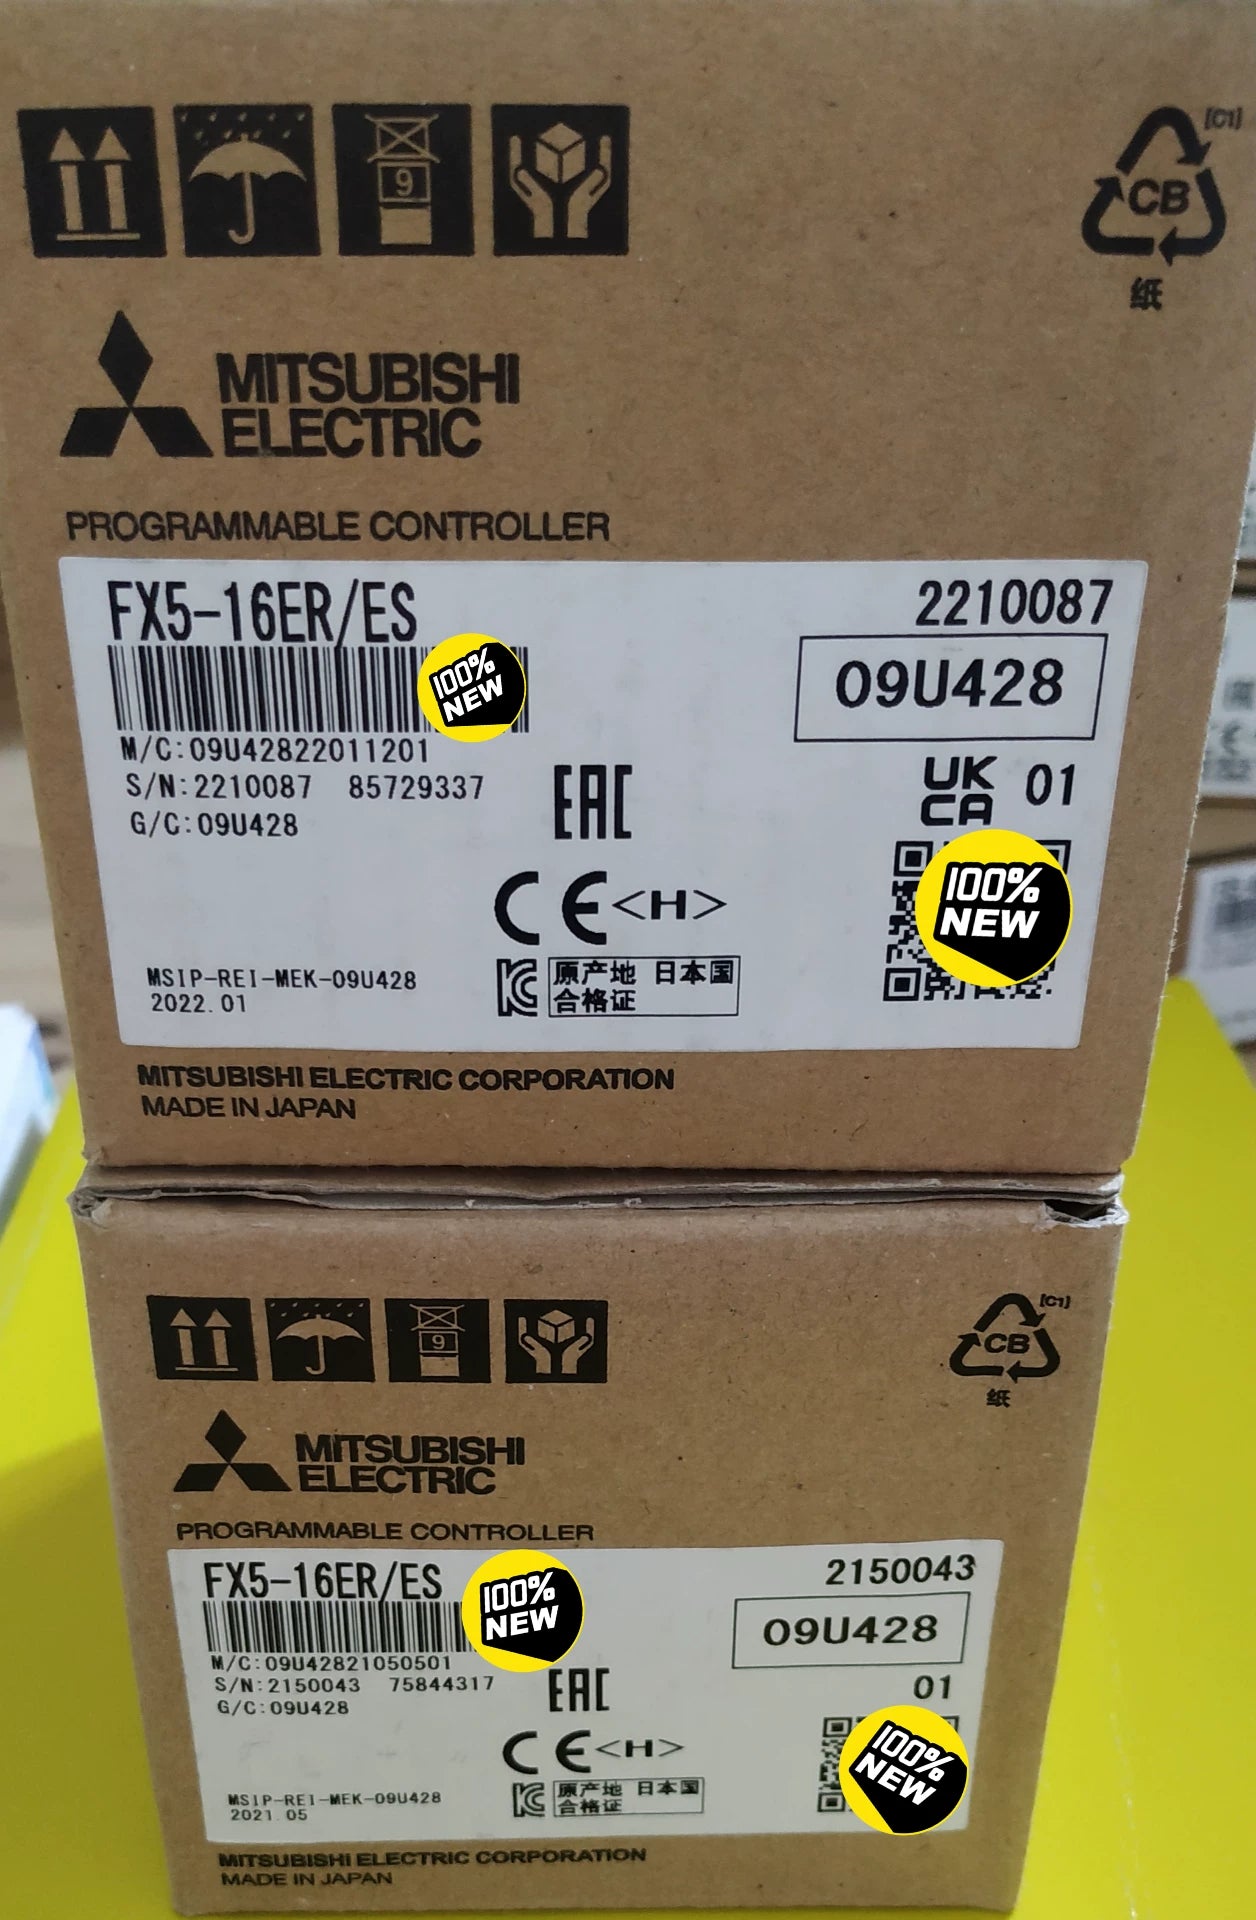 9
[C1]
CB
纸
MITSUBISHI
ELECTRIC
PROGRAMMABLE CONTROLLER
FX5-16ER/ES
2210087
100%
NEW
09U428
M/C:09U42822011201
S/N:2210087 85729337
G/C:09U428
EAC
UK
CA
01
100%
NEW
CE<H>
MSIP-REI-MEK-09U428
2022.01
KC
原产地 日本国
合格证
MITSUBISHI ELECTRIC CORPORATION
MADE IN JAPAN
9
[C1]
CB
纸
MITSUBISHI
ELECTRIC
PROGRAMMABLE CONTROLLER
FX5-16ER/ES
2150043
100%
NEW
09U428
M/C:09U42821050501
S/N:2150043 75844317
G/C:09U428
EAC
01
100%
NEW
CE<H>
MSIP-REI-MEK-09U428
2021.05
KC
原产地 日本国
合格证
MITSUBISHI ELECTRIC CORPORATION
MADE IN JAPAN